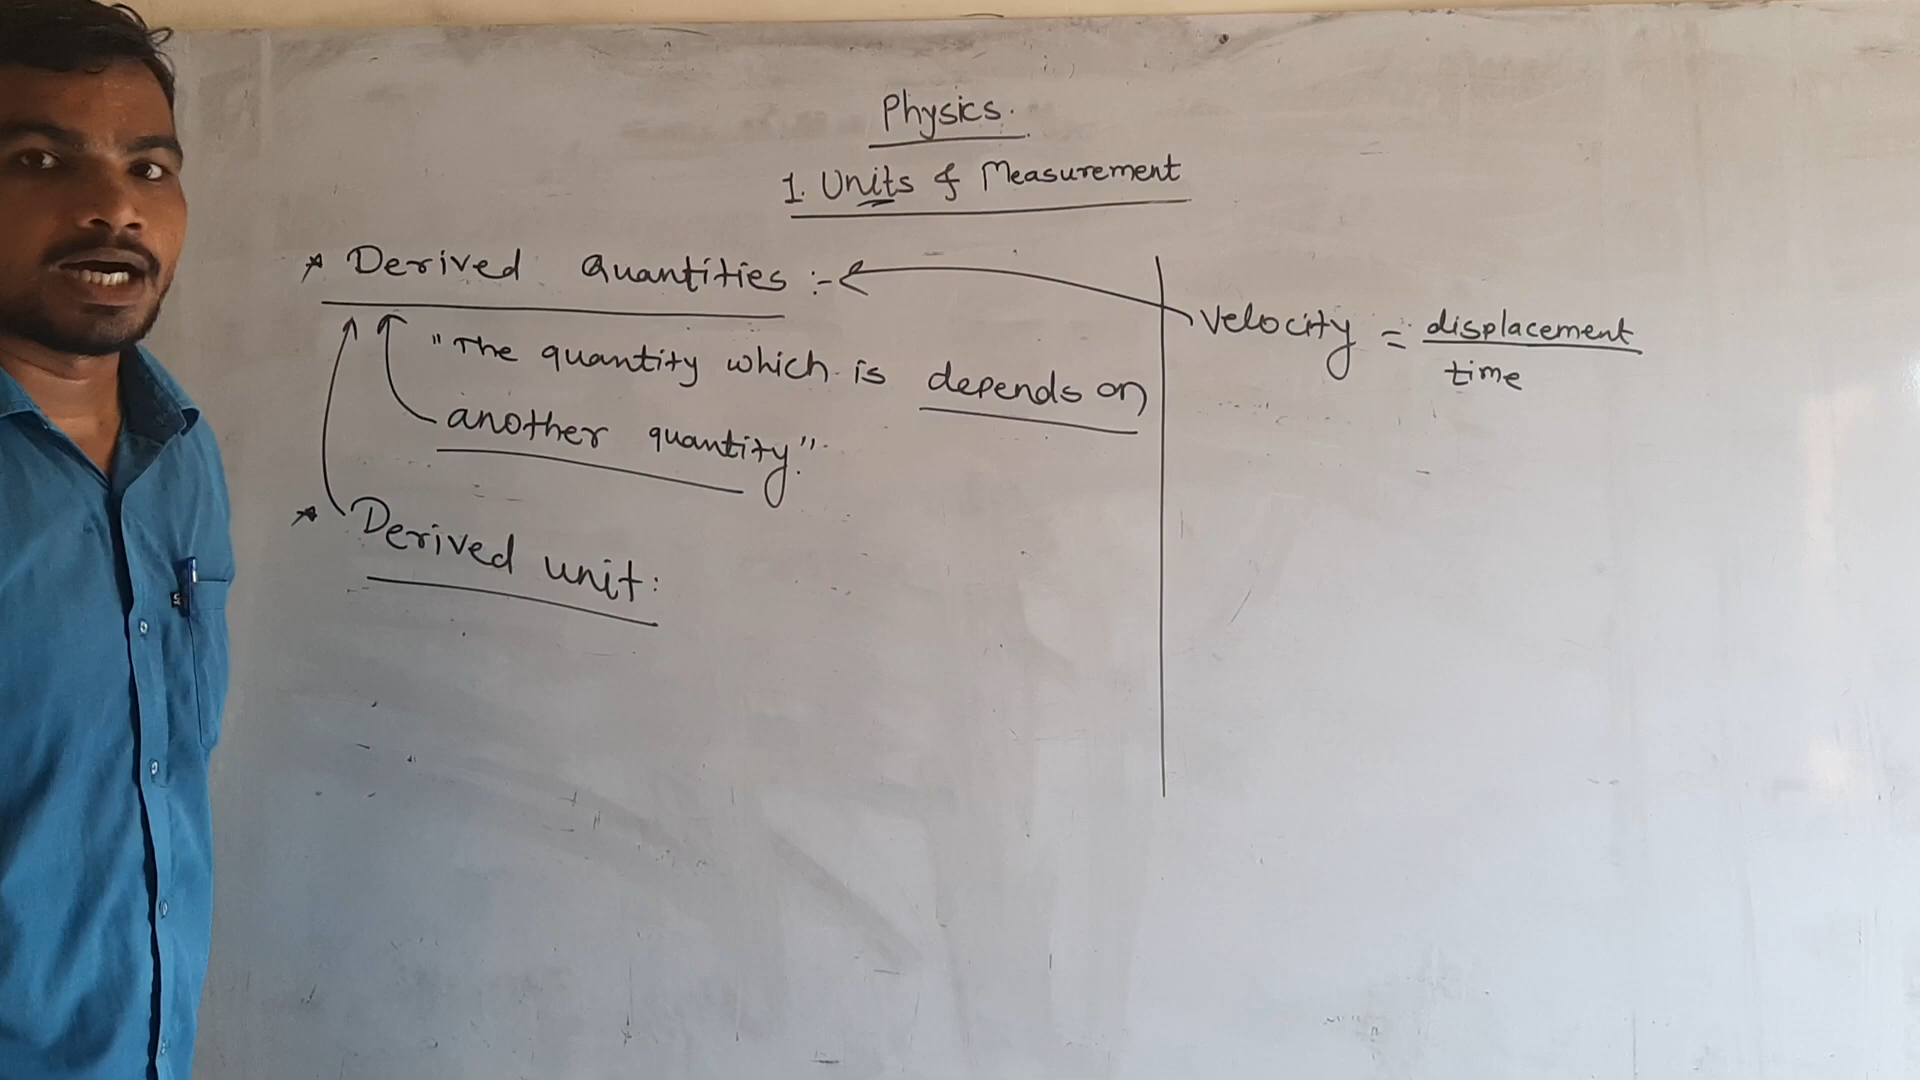 Physics.
1. Units & Measurement
* Derived Quantities :-
"The quantity which is depends on
another quantity".
* Derived unit:
Velocity = displacement
time